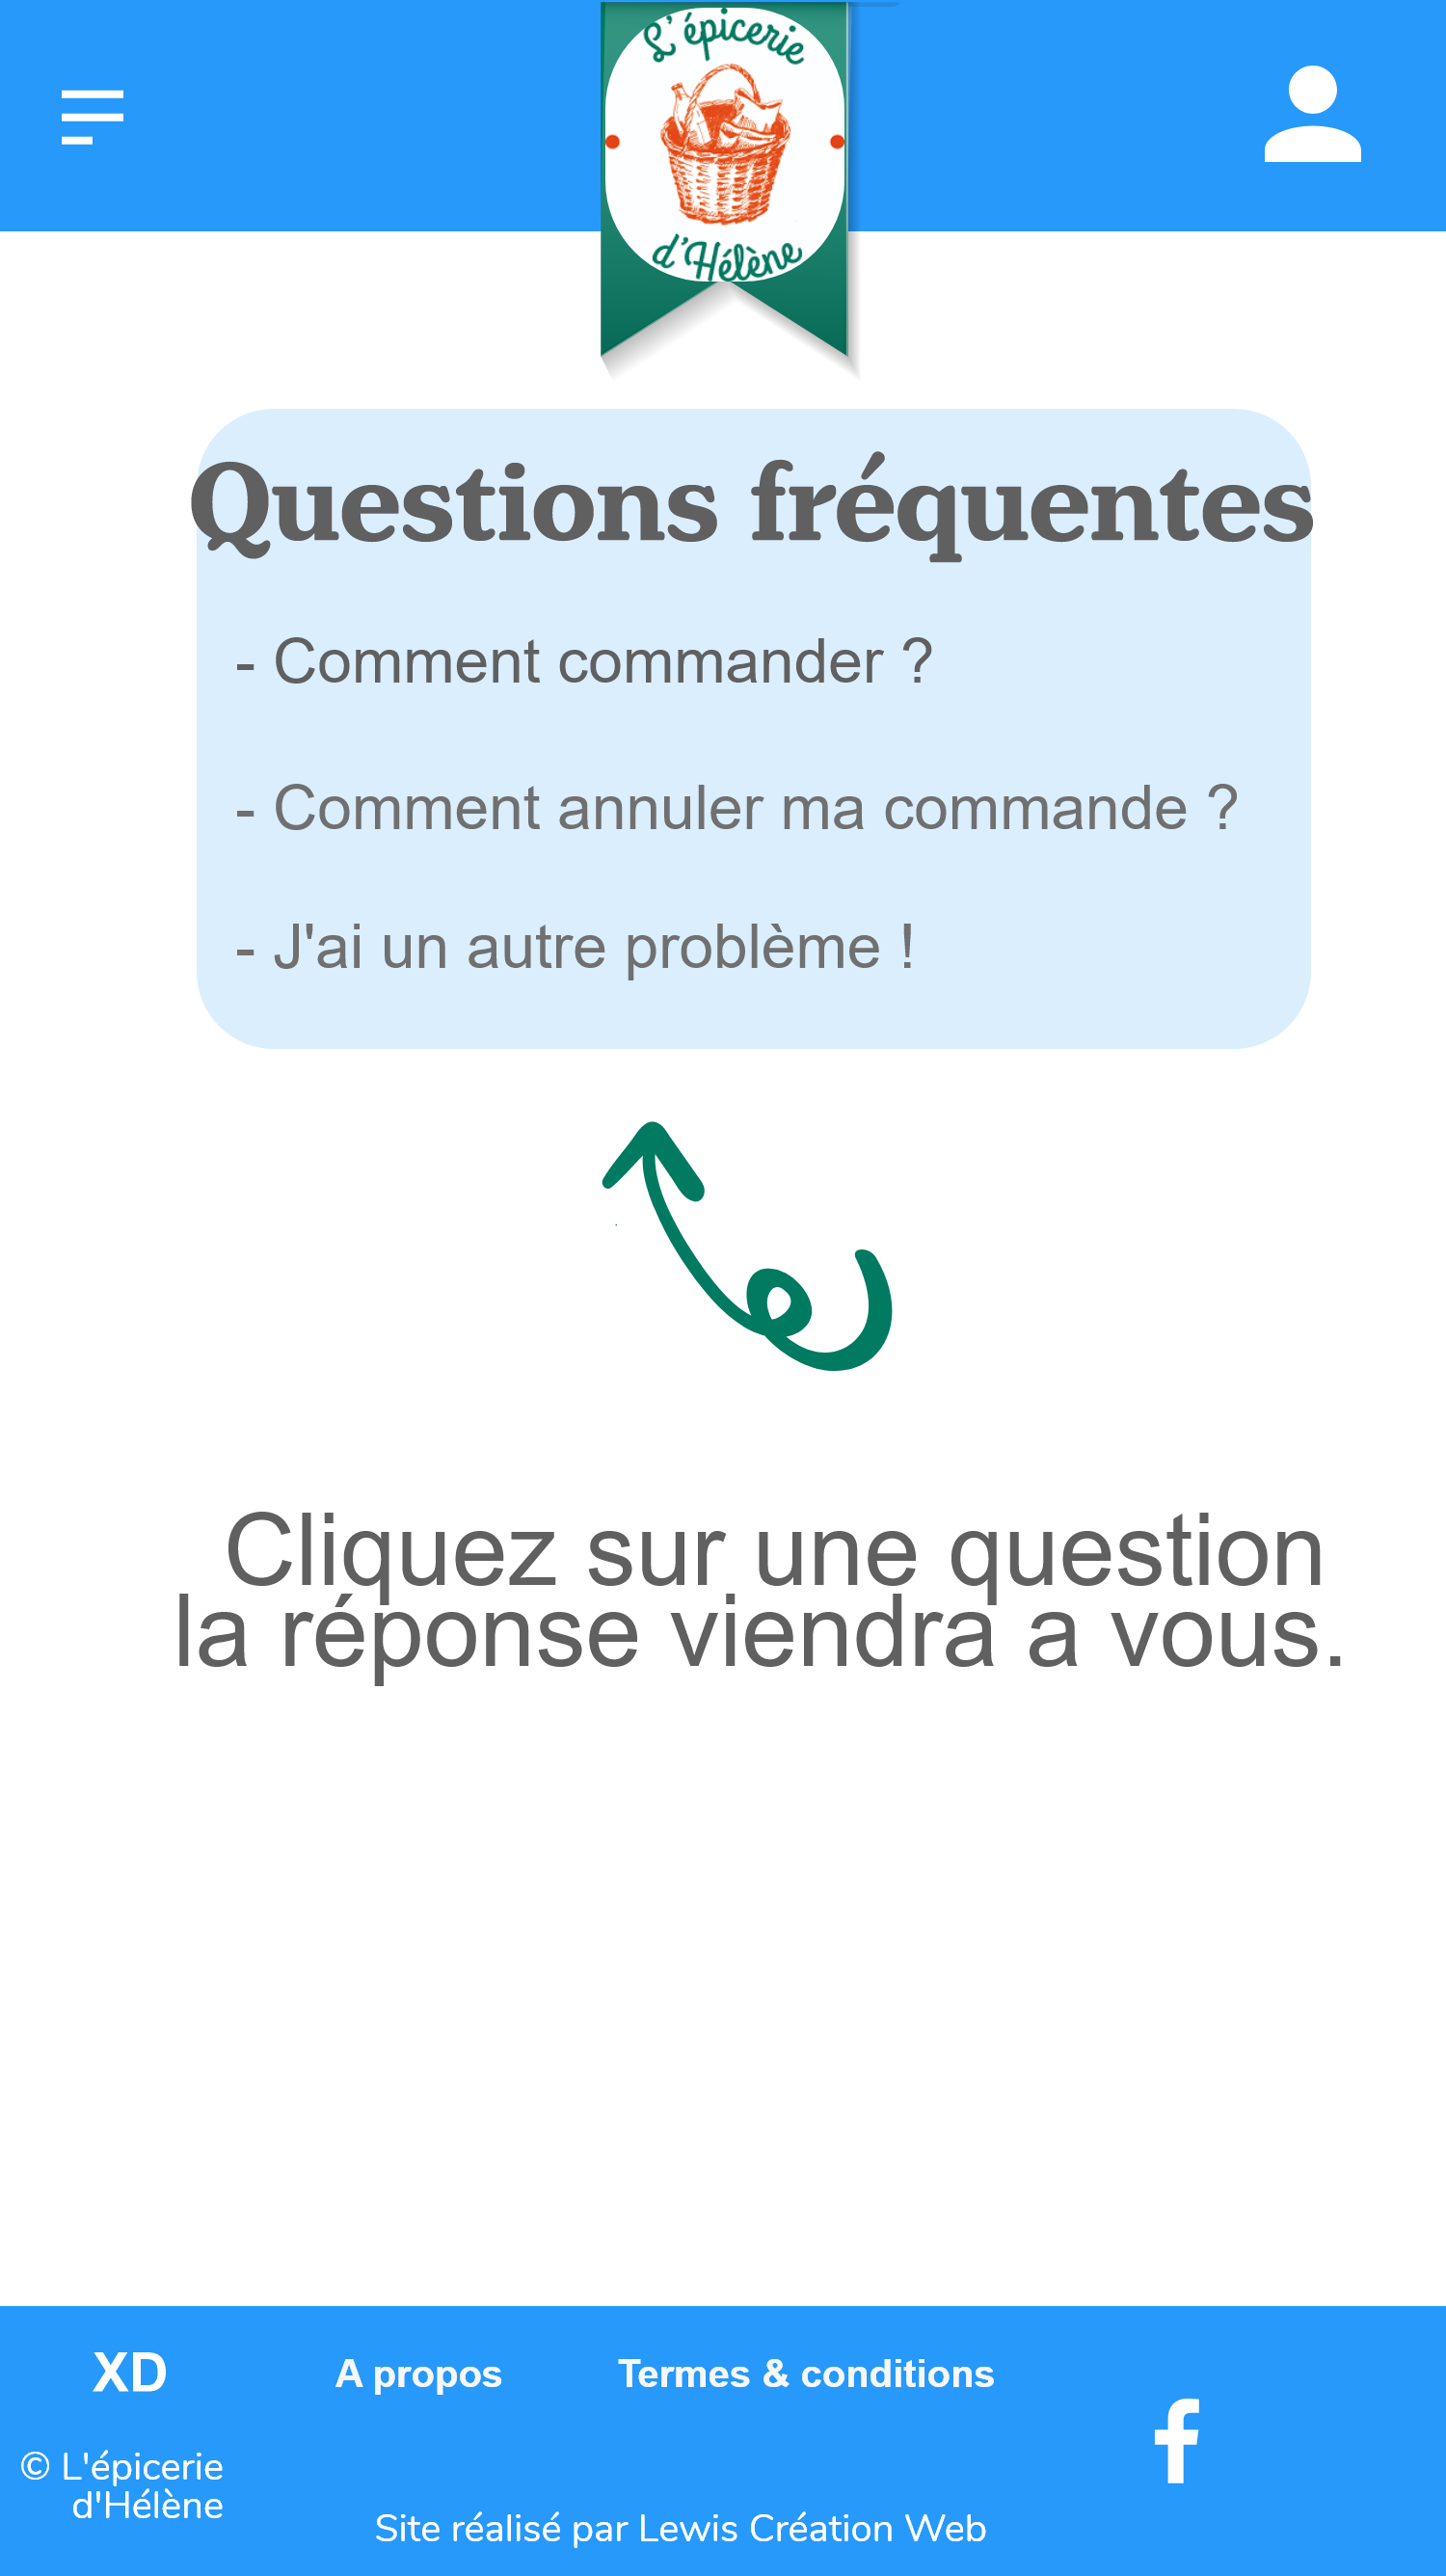 L'épicerie
d'Hélène
Questions fréquentes
- Comment commander ?
- Comment annuler ma commande ?
- J'ai un autre problème !
Cliquez sur une question
la réponse viendra a vous.
XD
A propos
Termes & conditions
© L'épicerie
d'Hélène
Site réalisé par Lewis Création Web